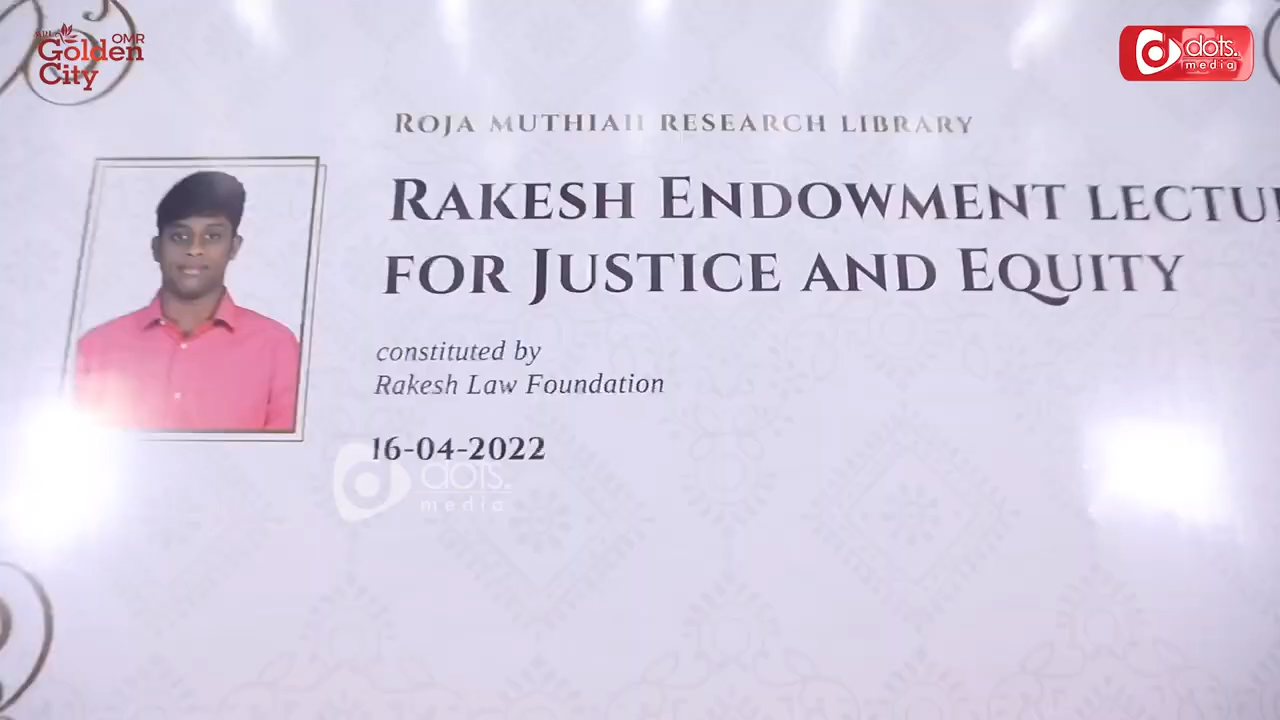 OMR
Golden
City
dots.
media
ROJA MUTHIAH RESEARCH LIBRARY
RAKESH ENDOWMENT LECTU
FOR JUSTICE AND EQUITY
constituted by
Rakesh Law Foundation
16-04-2022
dots.
media